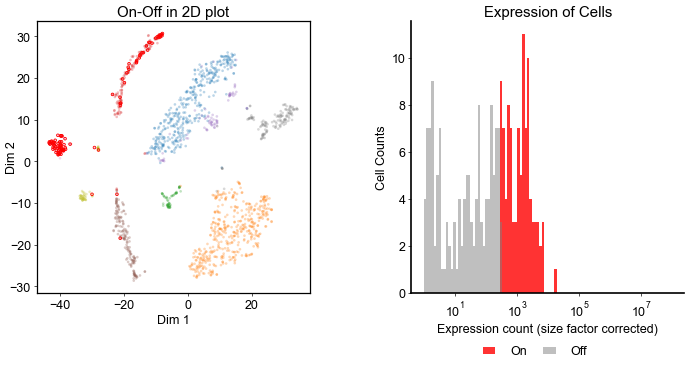 On-Off in 2D plot
Expression of Cells
30
20
10
0
−10
−20
−30
Dim 2
−40
−20
0
20
Dim 1
10
8
6
4
2
0
Cell Counts
10^1
10^3
10^5
10^7
Expression count (size factor corrected)
On
Off